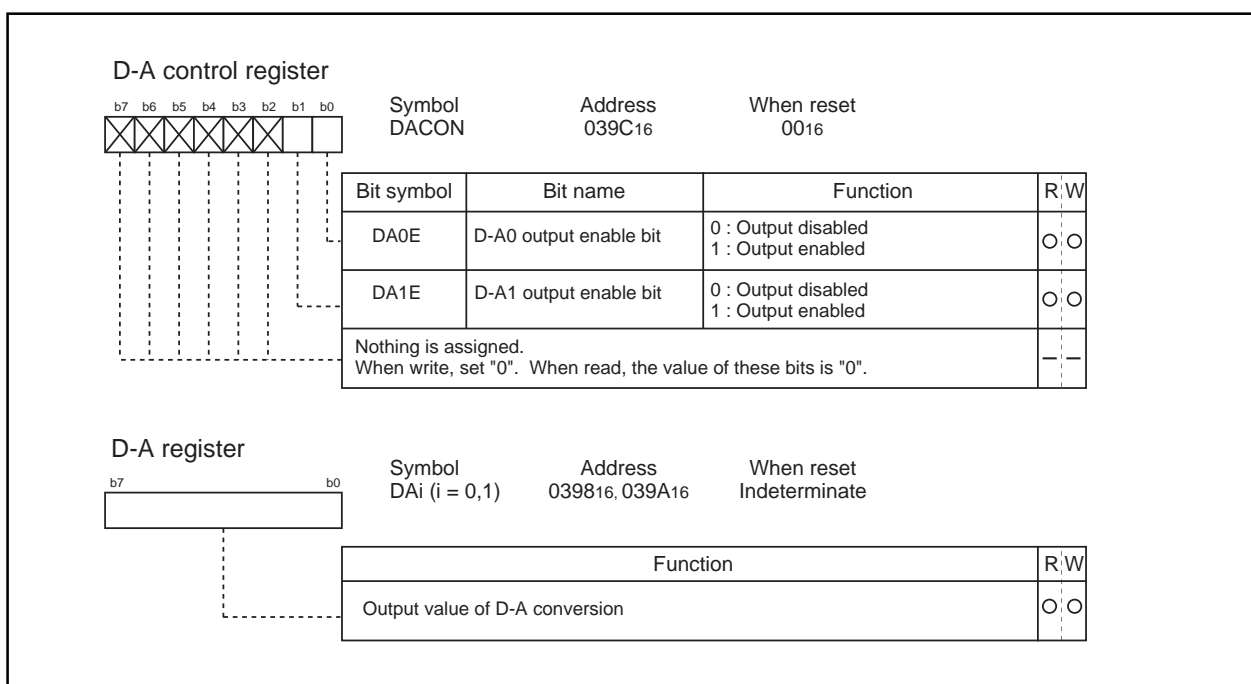 D-A control register
b7 b6 b5 b4 b3 b2 b1 b0
Symbol Address When reset
DACON 039C16 0016
Bit symbol Bit name Function R W
DA0E D-A0 output enable bit 0 : Output disabled
1 : Output enabled
DA1E D-A1 output enable bit 0 : Output disabled
1 : Output enabled
Nothing is assigned.
When write, set "0". When read, the value of these bits is "0".
D-A register
b7 b0
Symbol Address When reset
DAi (i = 0,1) 039816, 039A16 Indeterminate
Function R W
Output value of D-A conversion